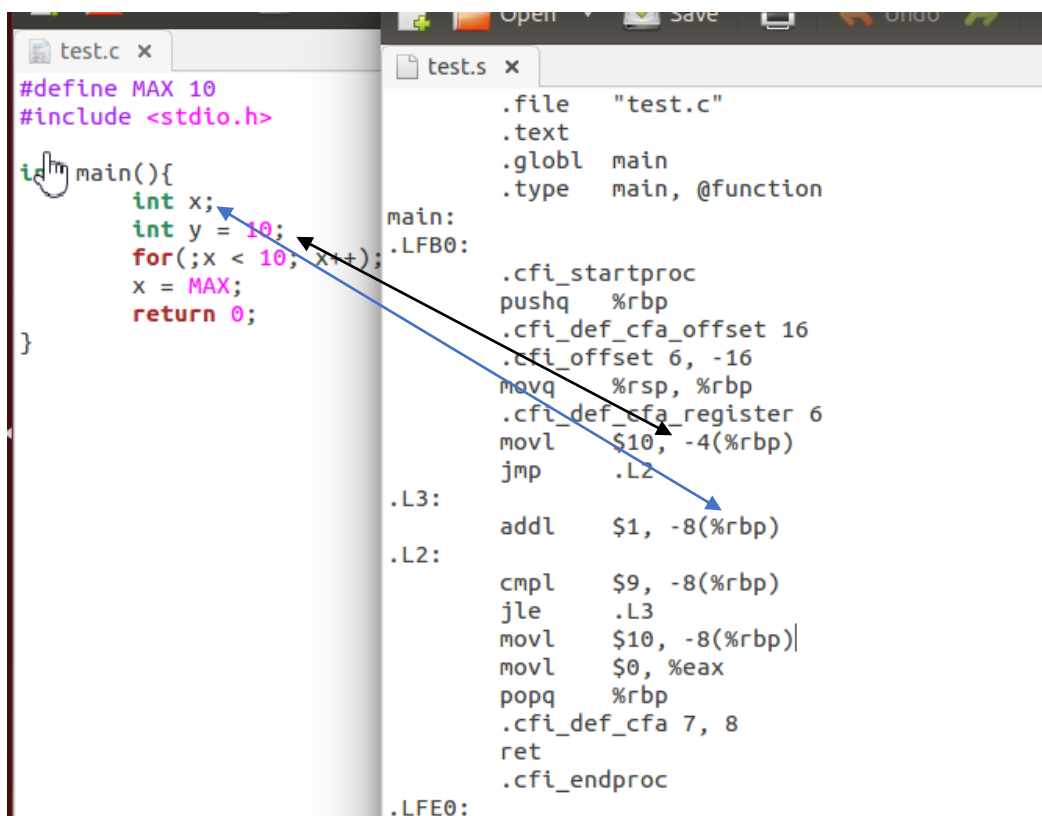 Open Save Undo
test.c ×
#define MAX 10
#include <stdio.h>
main(){
int x;
int y = 10;
for(;x < 10; x++);
x = MAX;
return 0;
}
test.s ×
.file "test.c"
.text
.globl main
.type main, @function
main:
.LFB0:
.cfi_startproc
pushq %rbp
.cfi_def_cfa_offset 16
.cfi_offset 6, -16
movq %rsp, %rbp
.cfi_def_cfa_register 6
movl $10, -4(%rbp)
jmp .L2
.L3:
addl $1, -8(%rbp)
.L2:
cmpl $9, -8(%rbp)
jle .L3
movl $10, -8(%rbp)
movl $0, %eax
popq %rbp
.cfi_def_cfa 7, 8
ret
.cfi_endproc
.LFE0: